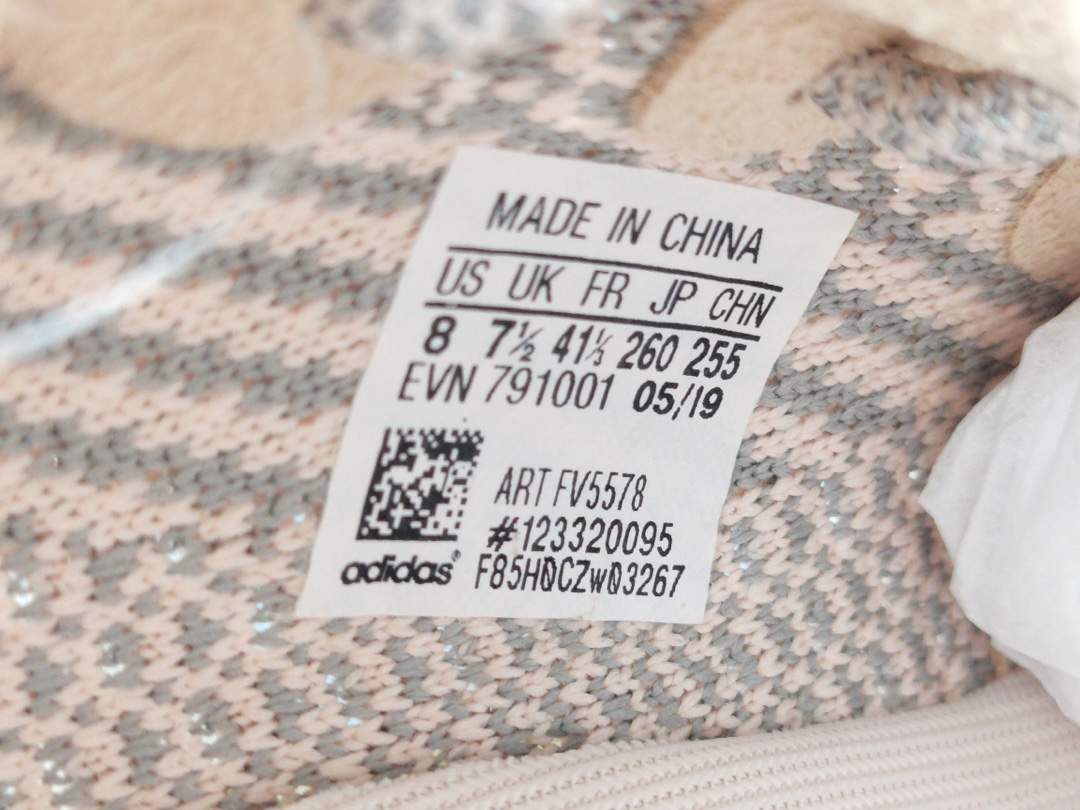 MADE IN CHINA
US UK FR JP CHN
8 7½ 41⅓ 260 255
EVN 791001 05/19
ART FV5578
#123320095
adidas® F85HQCZw03267